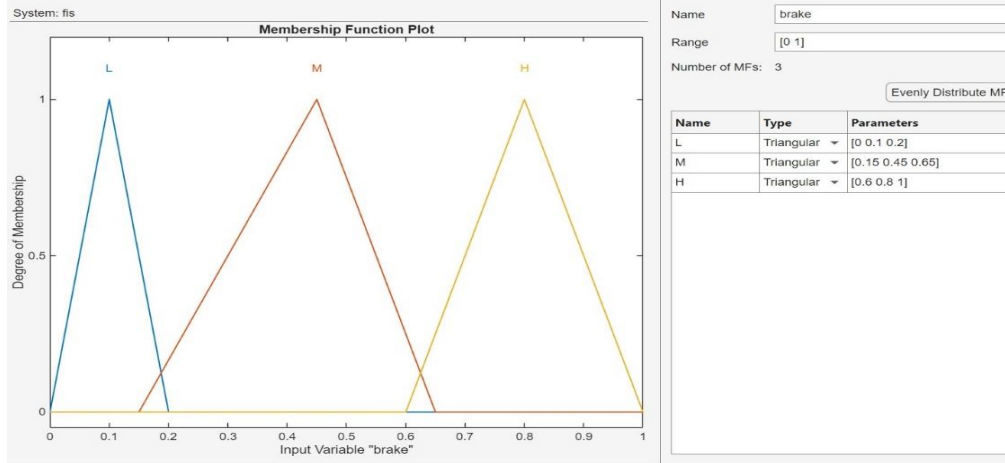 System: fis
Membership Function Plot
L
M
H
1
0.5
0
Degree of Membership
0 0.1 0.2 0.3 0.4 0.5 0.6 0.7 0.8 0.9 1
Input Variable "brake"
Name brake
Range [0 1]
Number of MFs: 3
Evenly Distribute MF
Name Type Parameters
L Triangular [0 0.1 0.2]
M Triangular [0.15 0.45 0.65]
H Triangular [0.6 0.8 1]